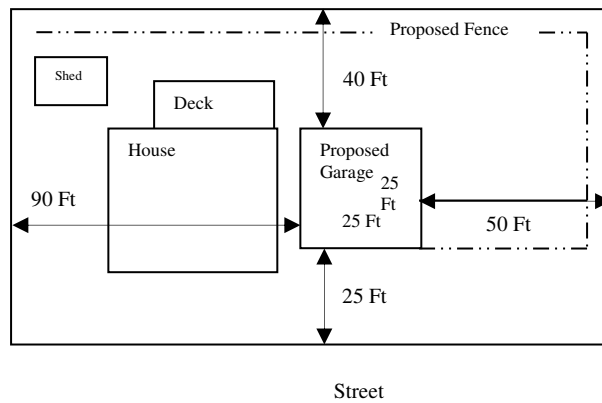 Proposed Fence
Shed
40 Ft
Deck
House
Proposed
Garage
25
Ft
90 Ft
25 Ft
50 Ft
25 Ft
Street